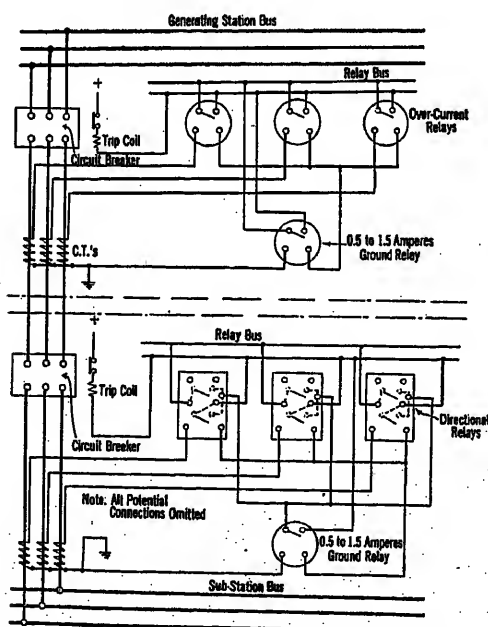 Generating Station Bus
Relay Bus
Over-Current
Relays
+
Trip Coil
Circuit Breaker
C.T.'s
0.5 to 1.5 Amperes
Ground Relay
+
Relay Bus
Trip Coil
Circuit Breaker
Directional
Relays
Note: All Potential
Connections Omitted
0.5 to 1.5 Amperes
Ground Relay
Sub-Station Bus